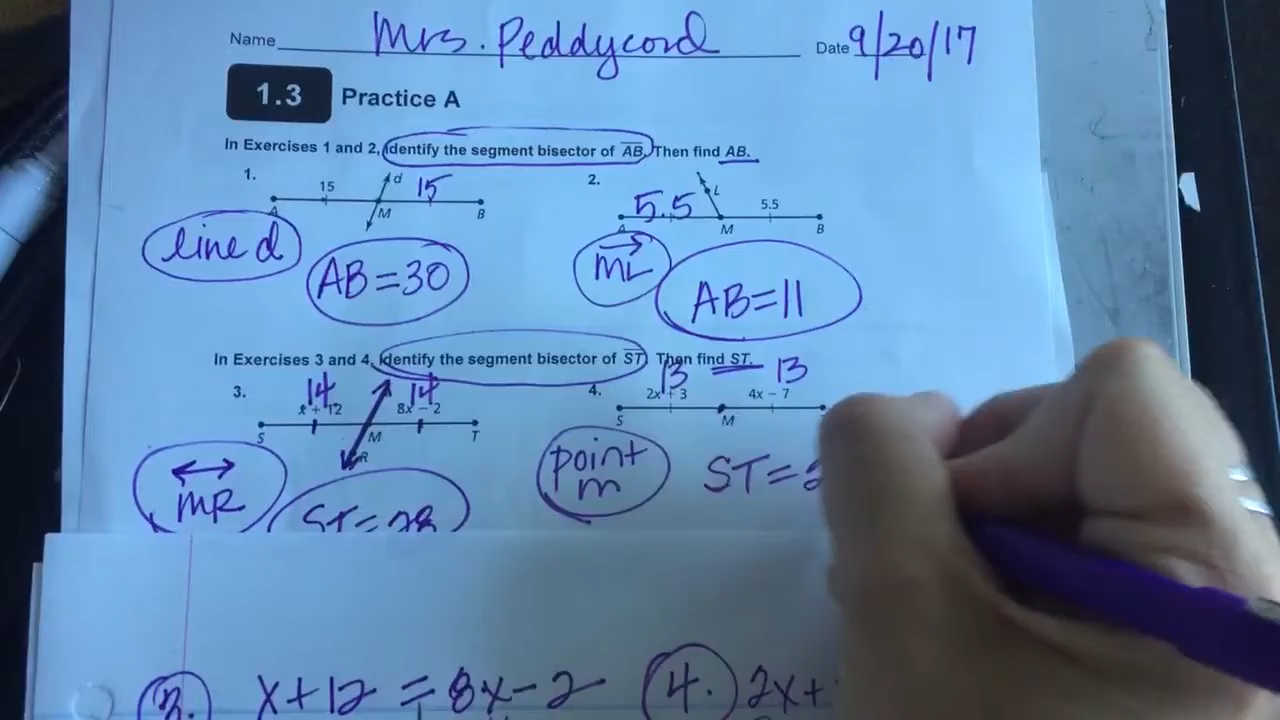 Name Mrs. Peddycord Date 9/20/17
1.3 Practice A
In Exercises 1 and 2, identify the segment bisector of AB. Then find AB.
1. 15 d 15
A M B
line d AB=30
2. 5.5 L 5.5
A M B
ML AB=11
In Exercises 3 and 4, identify the segment bisector of ST. Then find ST.
3. 14 14
x + 12 8x - 2
S M T
R
MR ST=28
4. 13 13
2x + 3 4x - 7
S M
point m ST=2
3. x+12 = 8x-2 4. 2x+